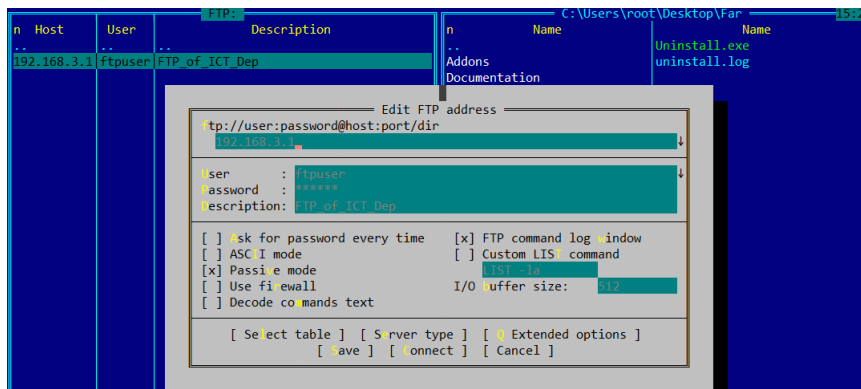 FTP:
C:\Users\root\Desktop\Far
n Host User Description n Name Name
.. .. .. .. Uninstall.exe
192.168.3.1 ftpuser FTP_of_ICT_Dep Addons uninstall.log
Documentation
Edit FTP address
ftp://user:password@host:port/dir
192.168.3.1
User : ftpuser
Password : ******
Description: FTP_of_ICT_Dep
[ ] Ask for password every time [x] FTP command log window
[ ] ASCII mode [ ] Custom LIST command
[x] Passive mode LIST -la
[ ] Use firewall I/O buffer size: 512
[ ] Decode commands text
[ Select table ] [ Server type ] [ Q Extended options ]
[ Save ] [ Connect ] [ Cancel ]